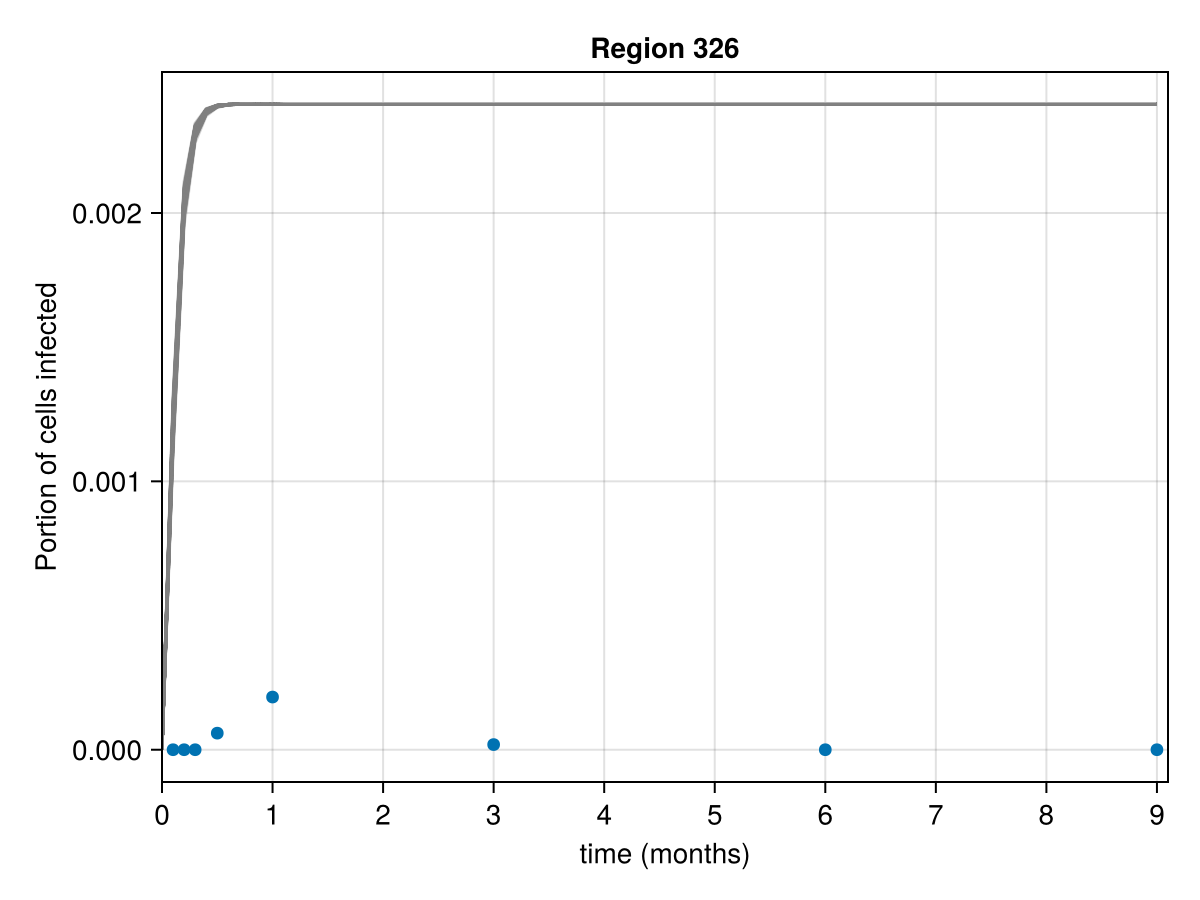 Region 326
Portion of cells infected
0.002
0.001
0.000
0 1 2 3 4 5 6 7 8 9
time (months)